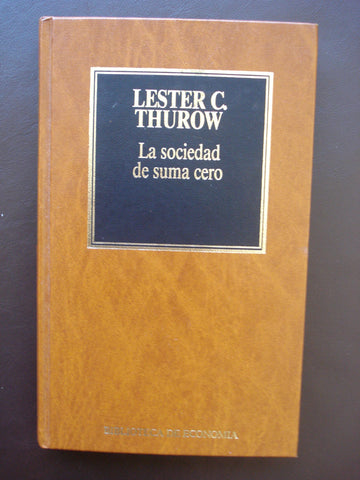 LESTER C.
THUROW
La sociedad
de suma cero
ECONOMIA